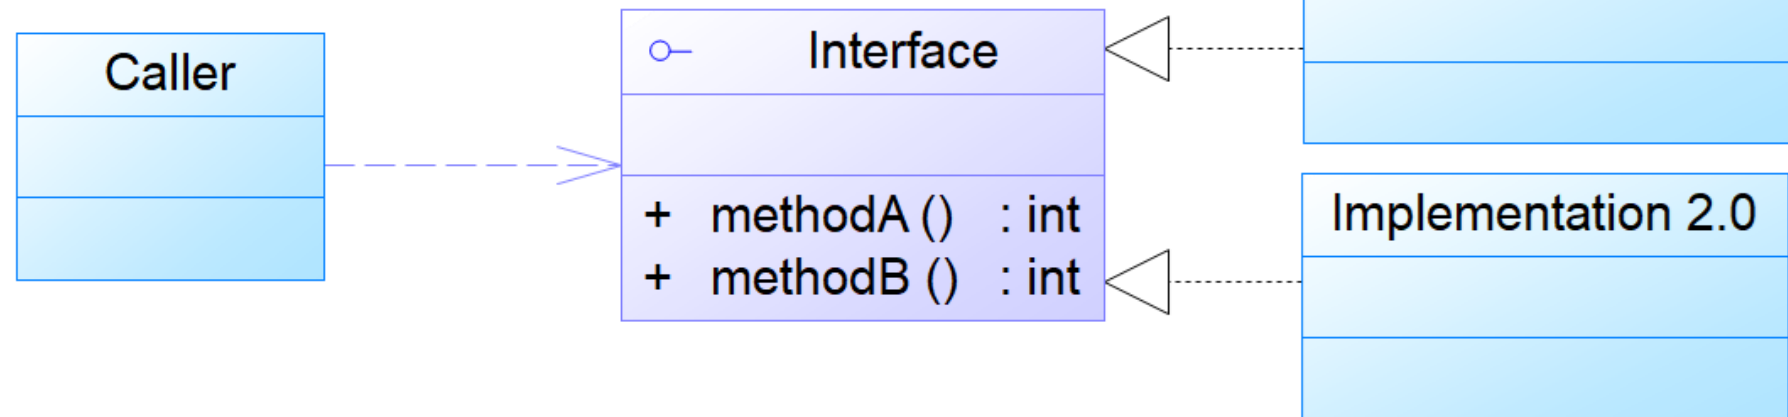 Caller
Interface
+ methodA () : int
+ methodB () : int
Implementation 2.0